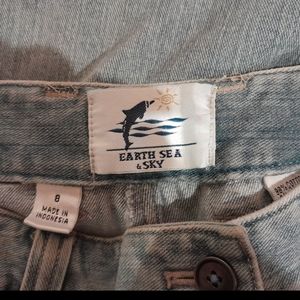 EARTH SEA
& SKY
8
MADE IN
INDONESIA